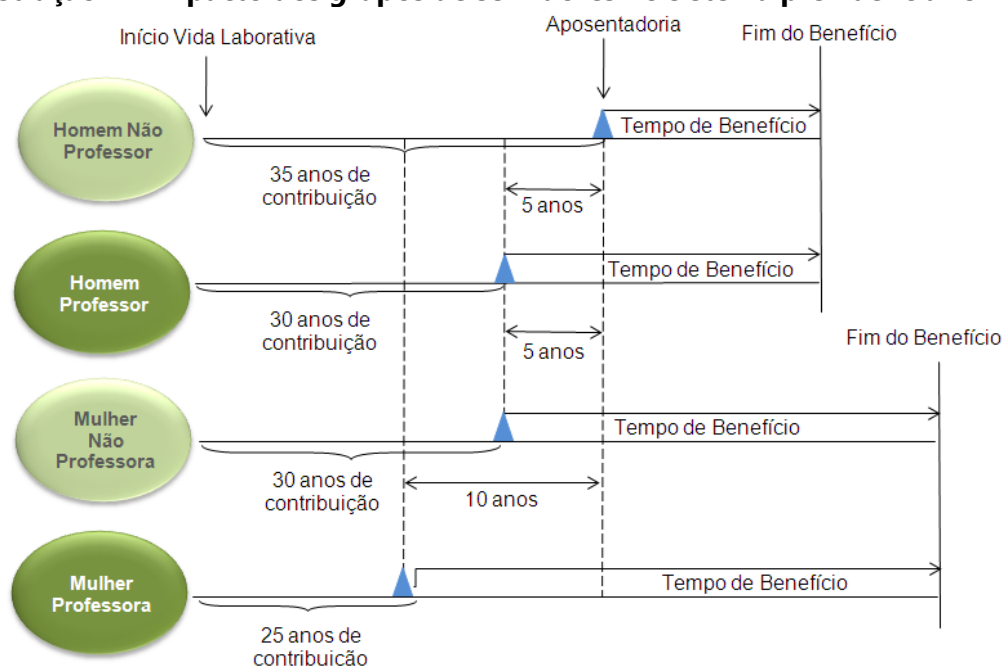 Início Vida Laborativa
Aposentadoria
Fim do Benefício
Homem Não
Professor
Tempo de Benefício
35 anos de
contribuição
5 anos
Homem
Professor
Tempo de Benefício
30 anos de
contribuição
5 anos
Fim do Benefício
Mulher
Não
Professora
Tempo de Benefício
30 anos de
contribuição
10 anos
Mulher
Professora
Tempo de Benefício
25 anos de
contribuição